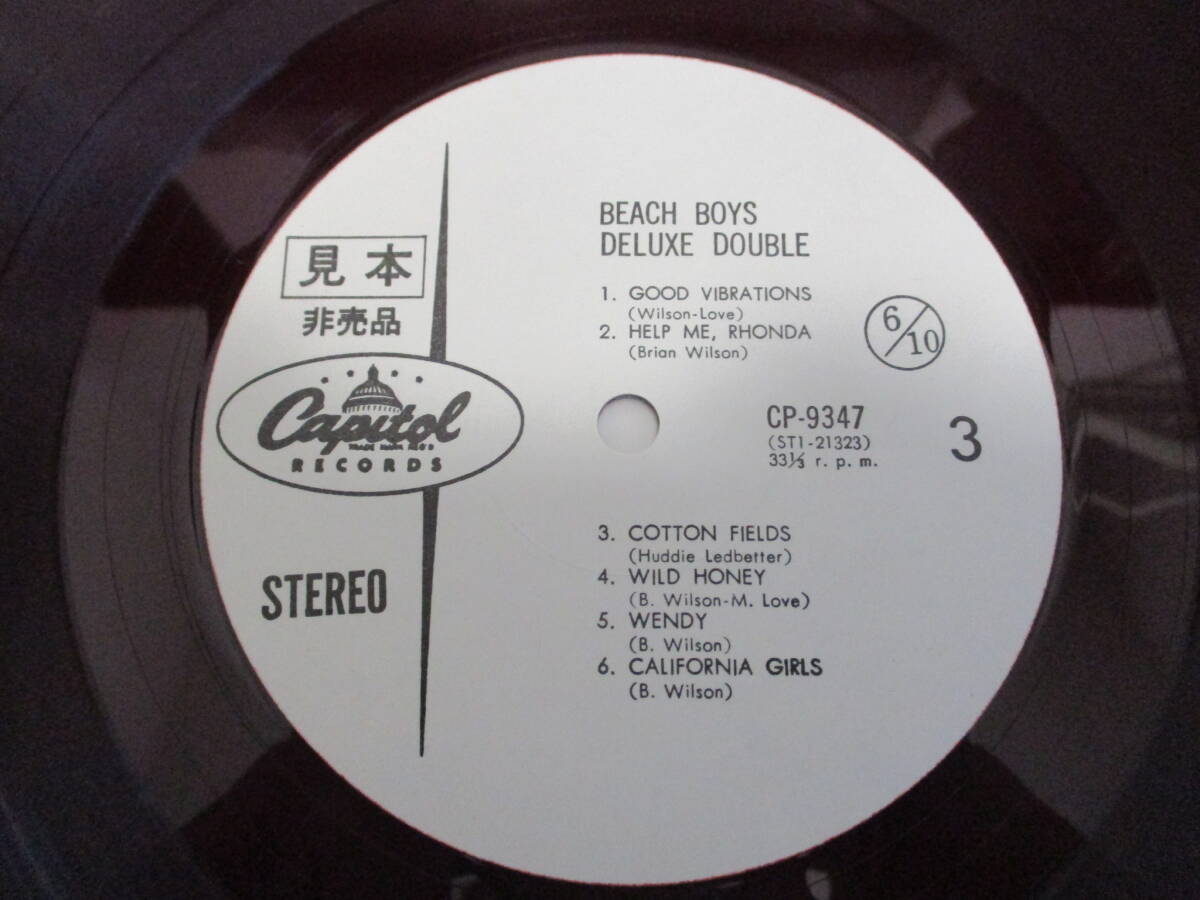 BEACH BOYS
DELUXE DOUBLE
見本
非売品
1. GOOD VIBRATIONS
(Wilson-Love)
2. HELP ME, RHONDA
(Brian Wilson)
6/10
Capitol
RECORDS
CP-9347
(ST1-21323)
33⅓ r. p. m.
3
STEREO
3. COTTON FIELDS
(Huddie Ledbetter)
4. WILD HONEY
(B. Wilson-M. Love)
5. WENDY
(B. Wilson)
6. CALIFORNIA GIRLS
(B. Wilson)